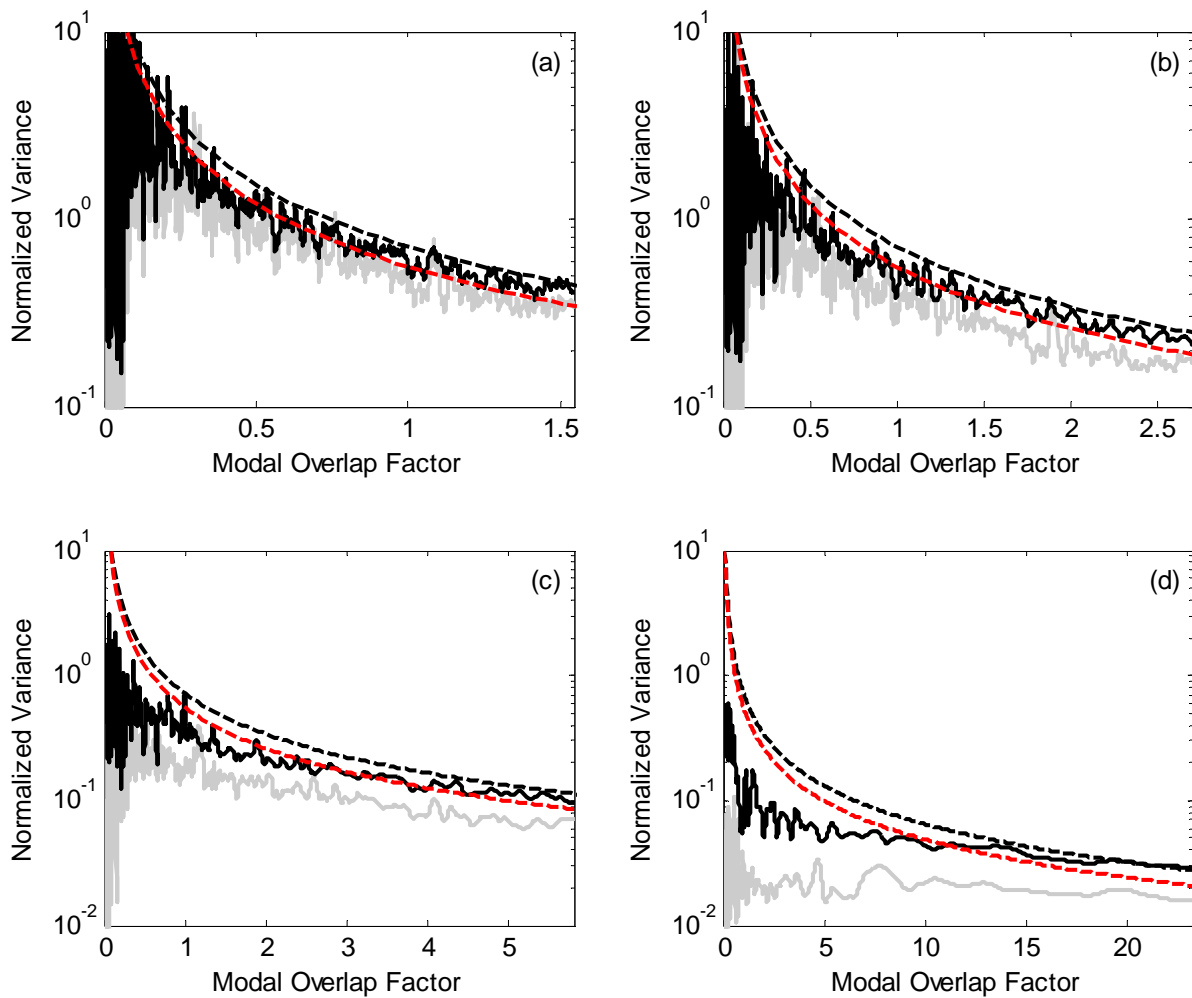 10^1 (a)
10^0
10^-1
Normalized Variance
0 0.5 1 1.5
Modal Overlap Factor
10^1 (b)
10^0
10^-1
Normalized Variance
0 0.5 1 1.5 2 2.5
Modal Overlap Factor
10^1 (c)
10^0
10^-1
10^-2
Normalized Variance
0 1 2 3 4 5
Modal Overlap Factor
10^1 (d)
10^0
10^-1
10^-2
Normalized Variance
0 5 10 15 20
Modal Overlap Factor